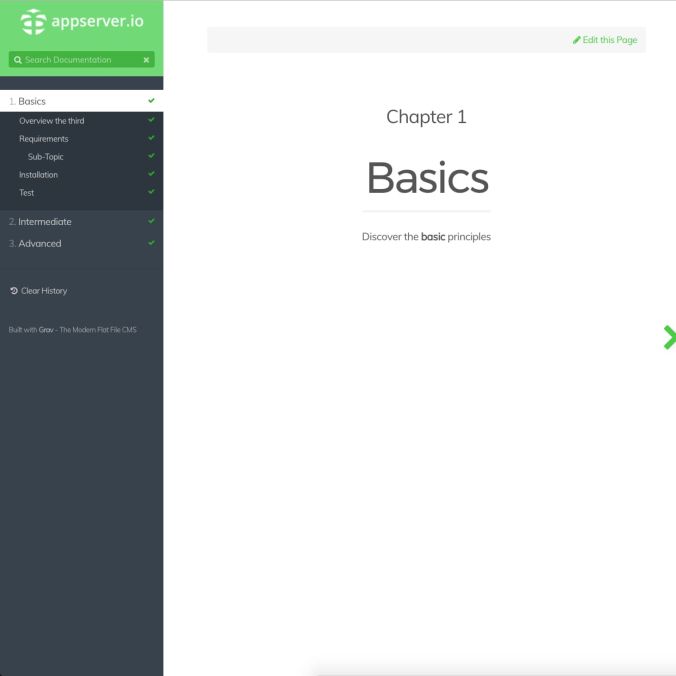 appserver.io
Search Documentation
1. Basics
Overview the third
Requirements
Sub-Topic
Installation
Test
2. Intermediate
3. Advanced
Clear History
Built with Grav - The Modern Flat File CMS
Edit this Page
Chapter 1
Basics
Discover the basic principles